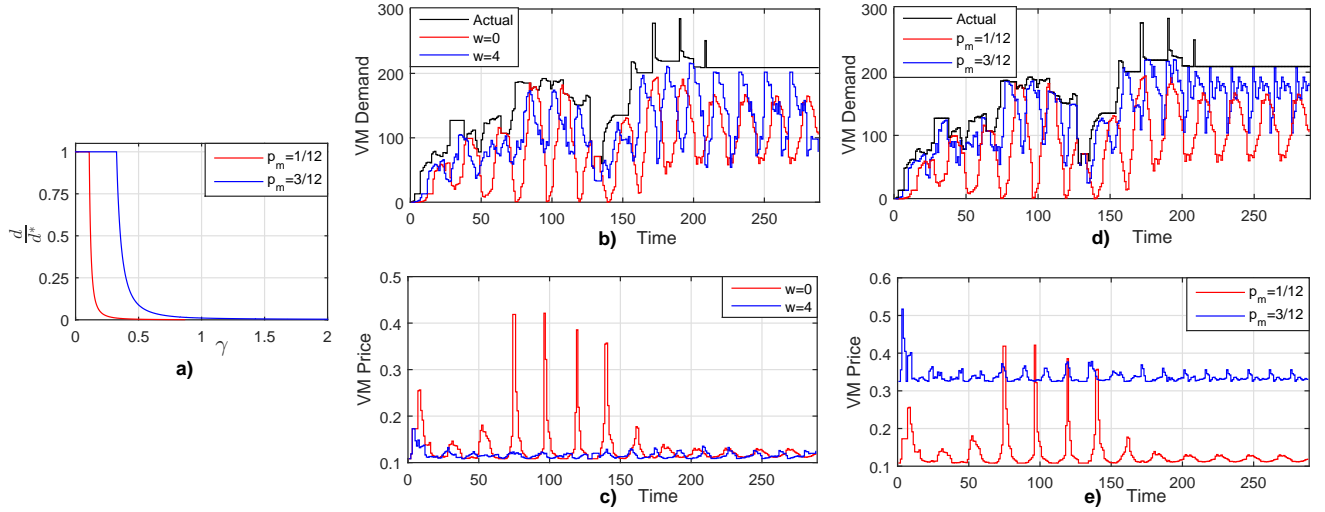 p_m=1/12
p_m=3/12
1
0.75
0.5
0.25
0
d/d*
0 0.5 1 1.5 2
γ
a)
300
200
100
0
VM Demand
Actual
w=0
w=4
0 50 100 150 200 250
b) Time
0.5
0.4
0.3
0.2
0.1
VM Price
w=0
w=4
0 50 100 150 200 250
c) Time
300
200
100
0
VM Demand
Actual
p_m=1/12
p_m=3/12
0 50 100 150 200 250
d) Time
0.6
0.5
0.4
0.3
0.2
0.1
VM Price
p_m=1/12
p_m=3/12
0 50 100 150 200 250
e) Time